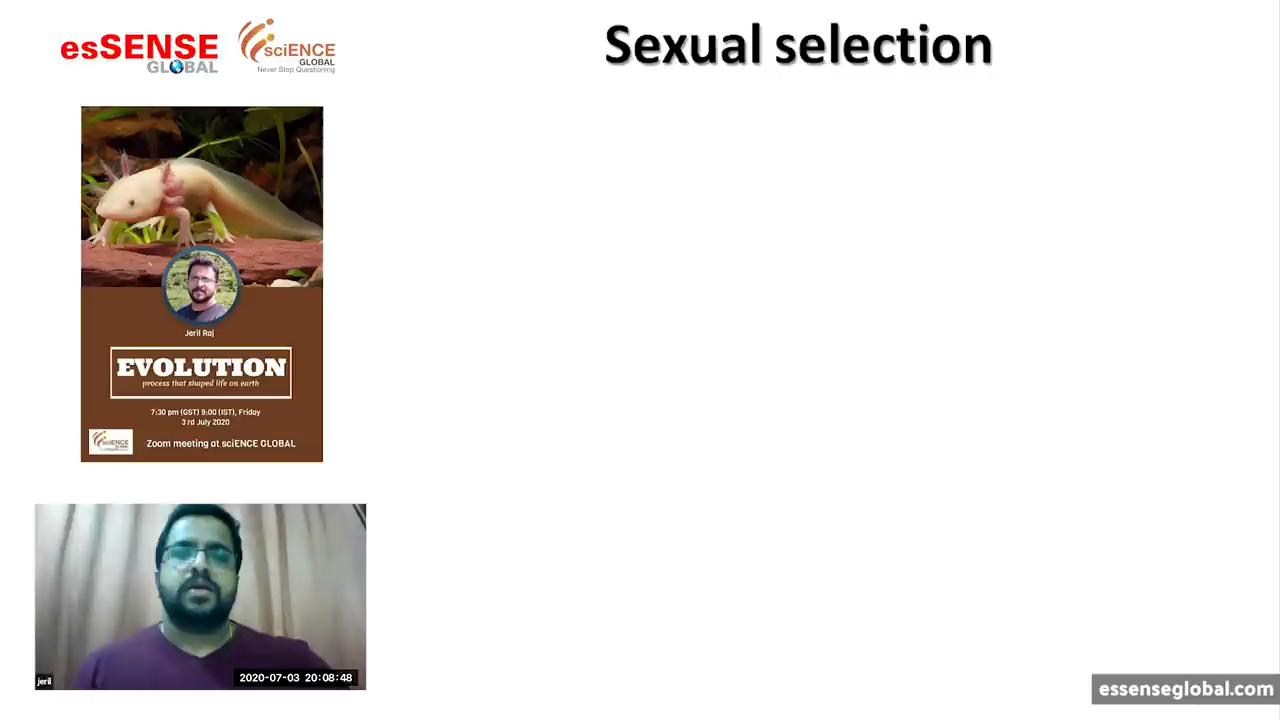 esSENSE
GLOBAL
sciENCE
GLOBAL
Never Stop Questioning
Sexual selection
Jeril Raj
EVOLUTION
process that shaped life on earth
7:30 pm (GST) 9:00 (IST), Friday
3 rd July 2020
sciENCE
GLOBAL
Zoom meeting at sciENCE GLOBAL
jeril
2020-07-03 20:08:48
essenseglobal.com